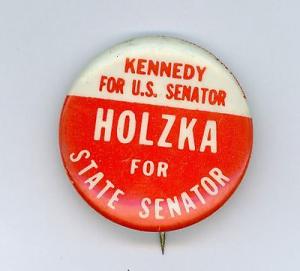 KENNEDY
FOR U.S. SENATOR
HOLZKA
FOR
STATE SENATOR